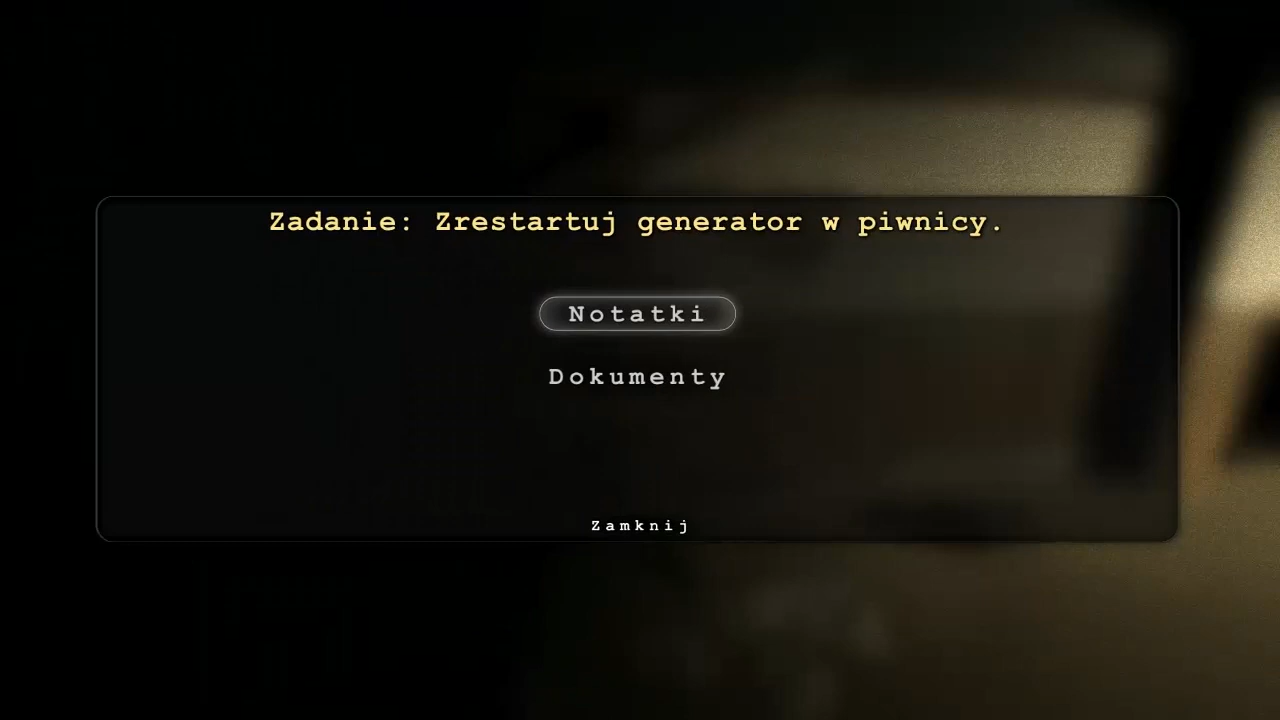 Zadanie: Zrestartuj generator w piwnicy.
Notatki
Dokumenty
Zamknij